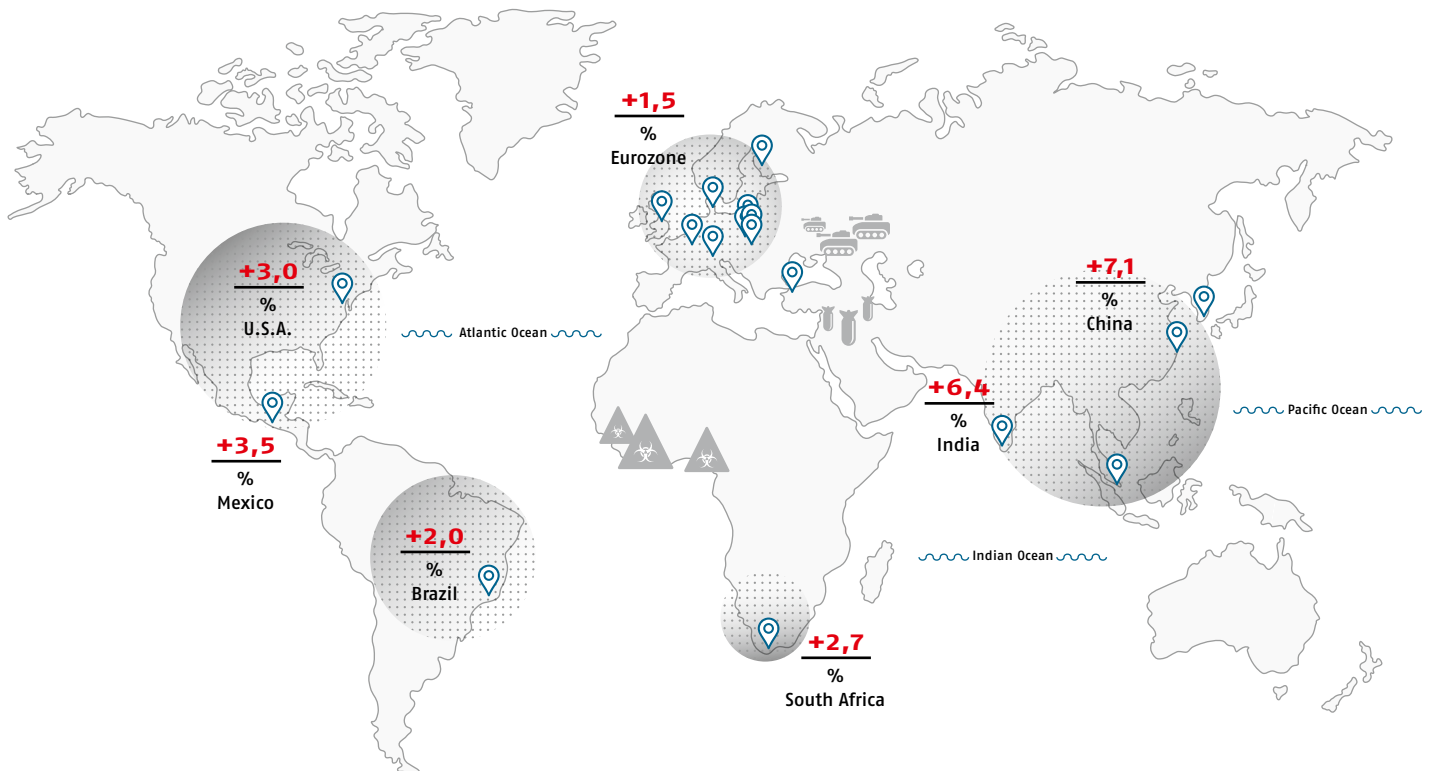 +1,5
%
Eurozone
+3,0
%
U.S.A.
Atlantic Ocean
+7,1
%
China
+6,4
%
India
Pacific Ocean
+3,5
%
Mexico
+2,0
%
Brazil
Indian Ocean
+2,7
%
South Africa